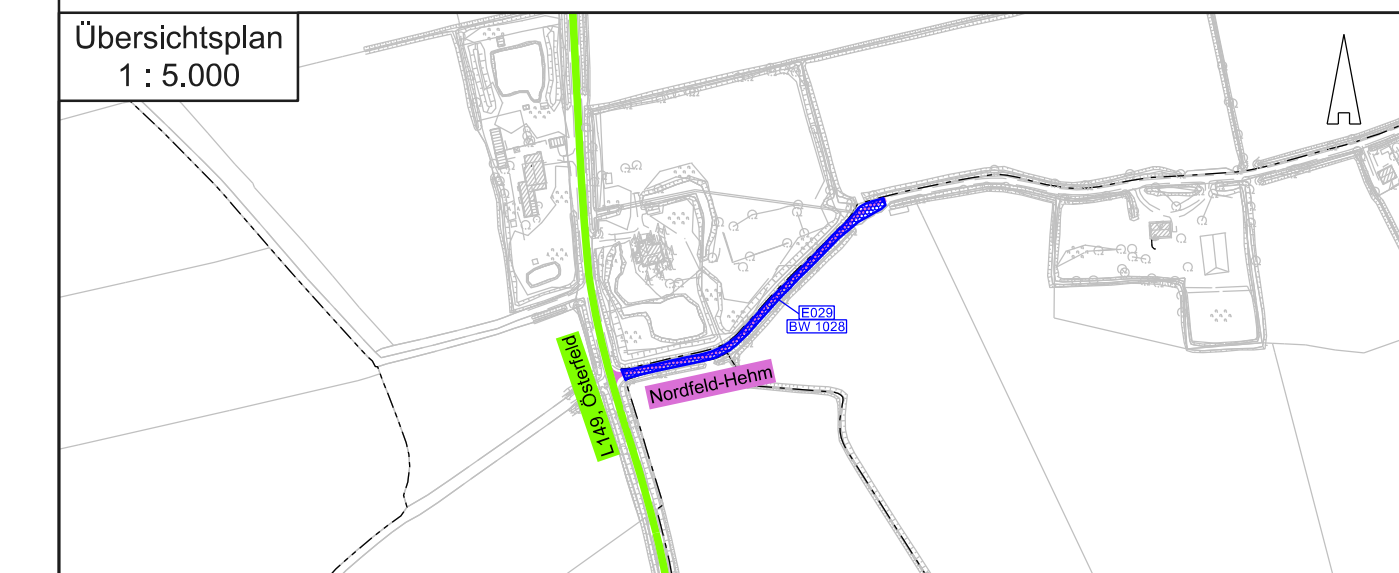 Übersichtsplan
1 : 5.000
E029
BW 1028
L149, Österfeld
Nordfeld-Hehm